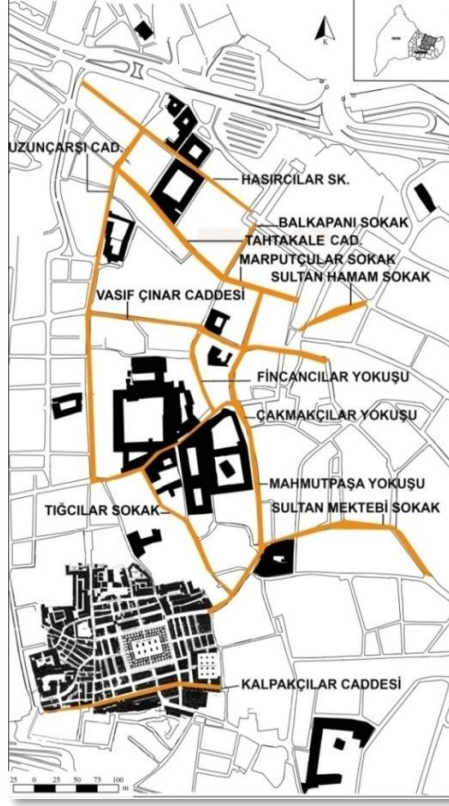 K
UZUNÇARŞI CAD.
HASIRCILAR SK.
BALKAPANI SOKAK
TAHTAKALE CAD.
MARPUTÇULAR SOKAK
SULTAN HAMAM SOKAK
VASIF ÇINAR CADDESİ
FİNCANCILAR YOKUŞU
ÇAKMAKÇILAR YOKUŞU
MAHMUTPAŞA YOKUŞU
TIĞCILAR SOKAK
SULTAN MEKTEBİ SOKAK
KALPAKÇILAR CADDESİ
25 0 25 50 75 100
m